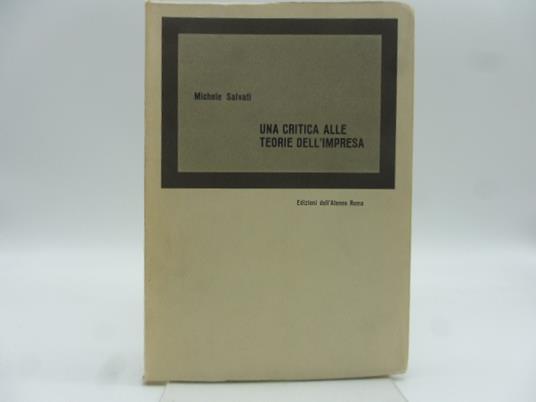 Michele Salvati
UNA CRITICA ALLE
TEORIE DELL'IMPRESA
Edizioni dell'Ateneo Roma